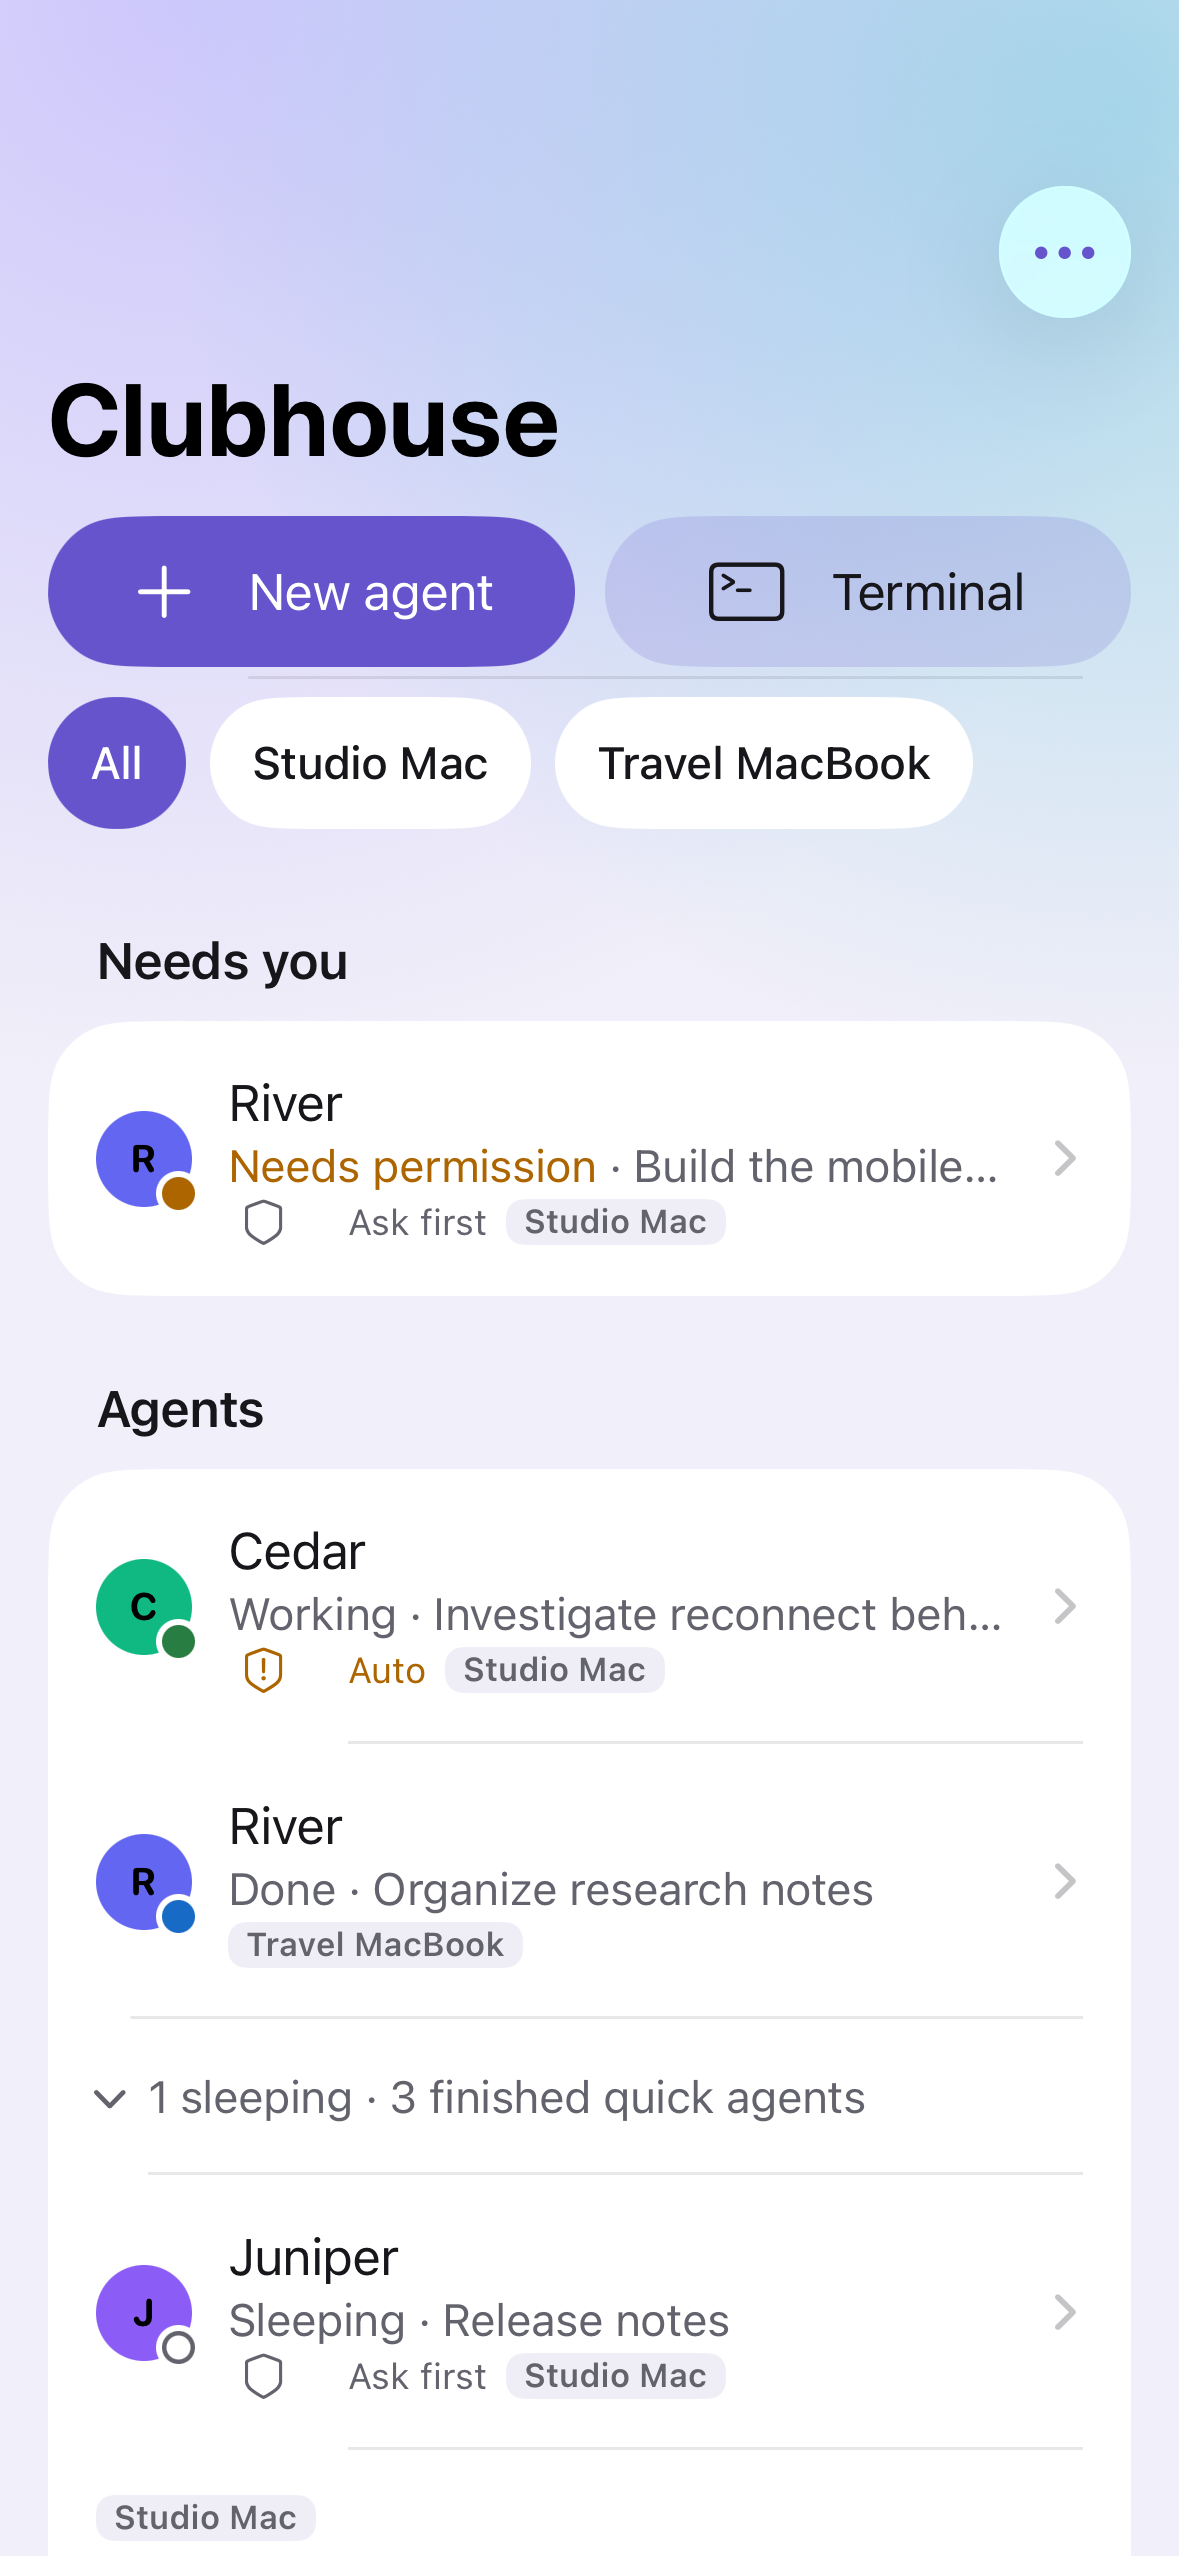 Clubhouse
New agent
Terminal
All
Studio Mac
Travel MacBook
Needs you
R
River
Needs permission · Build the mobile...
Ask first
Studio Mac
Agents
C
Cedar
Working · Investigate reconnect beh...
Auto
Studio Mac
R
River
Done · Organize research notes
Travel MacBook
1 sleeping · 3 finished quick agents
J
Juniper
Sleeping · Release notes
Ask first
Studio Mac
Studio Mac